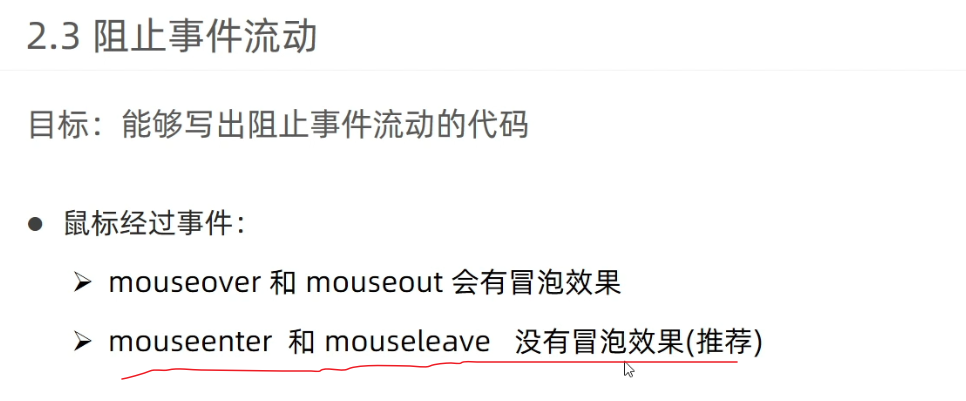 2.3 阻止事件流动
目标：能够写出阻止事件流动的代码
● 鼠标经过事件：
➢ mouseover 和 mouseout 会有冒泡效果
➢ mouseenter 和 mouseleave 没有冒泡效果(推荐)